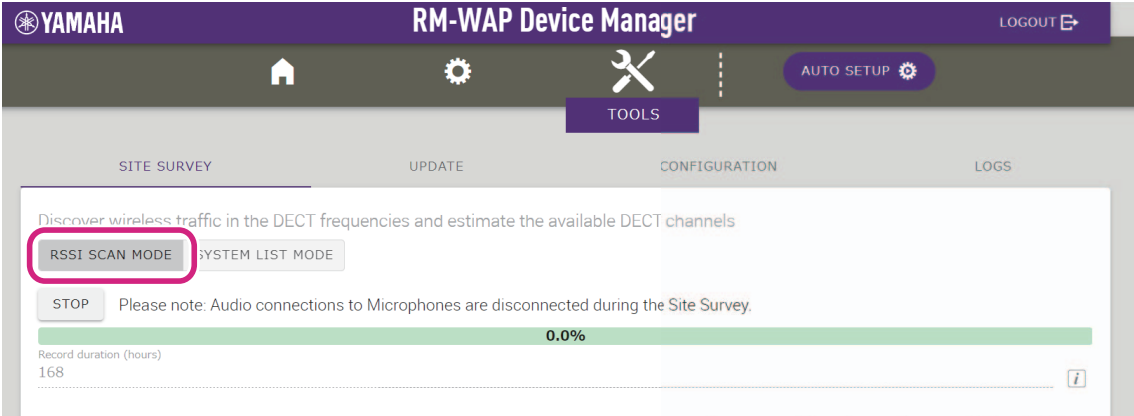 YAMAHA RM-WAP Device Manager LOGOUT
AUTO SETUP
TOOLS
SITE SURVEY UPDATE CONFIGURATION LOGS
Discover wireless traffic in the DECT frequencies and estimate the available DECT channels
RSSI SCAN MODE SYSTEM LIST MODE
STOP Please note: Audio connections to Microphones are disconnected during the Site Survey.
0.0%
Record duration (hours)
168
i